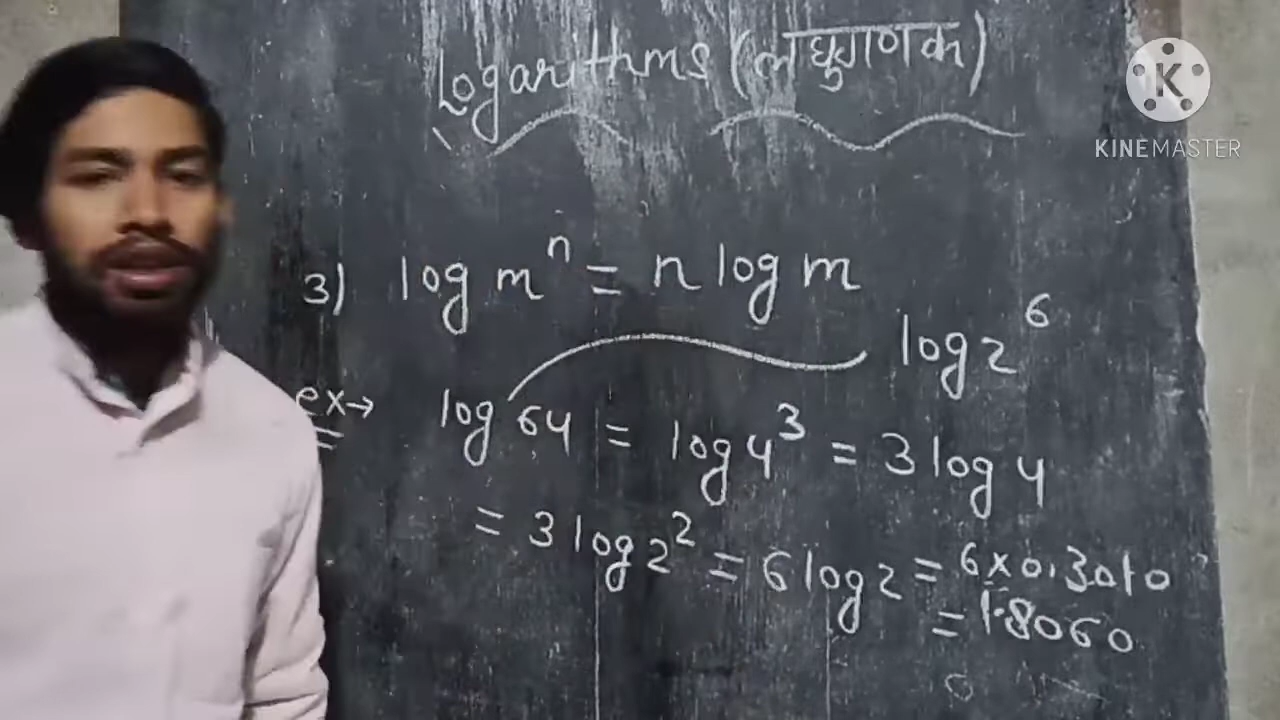 Logarithms (लघुगणक)
K
KINEMASTER
3) log mⁿ = n log m
log 2⁶
ex→ log 64 = log 4³ = 3 log 4
= 3 log 2² = 6 log 2 = 6×0.3010
= 1.8060